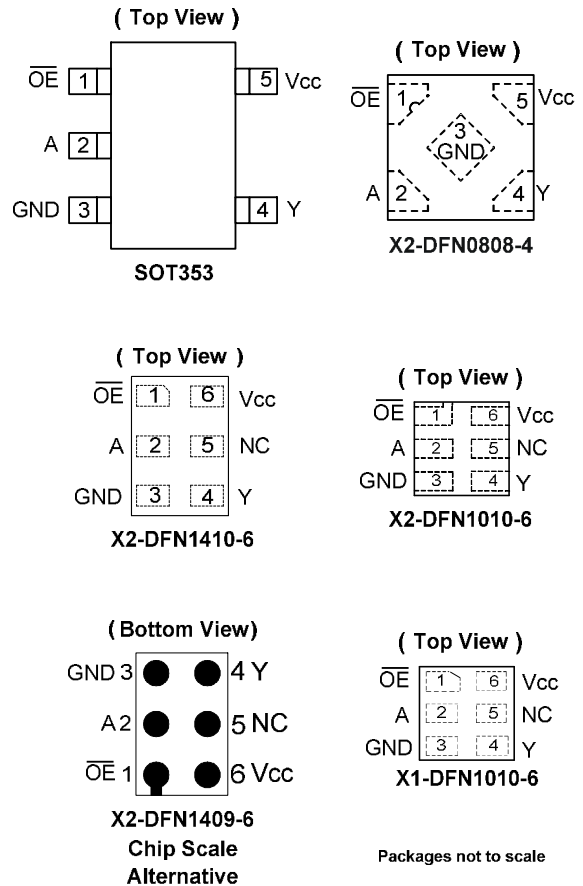 ( Top View )
OE 1 5 Vcc
A 2
GND 3 4 Y
SOT353
( Top View )
OE 1 5 Vcc
3
GND
A 2 4 Y
X2-DFN0808-4
( Top View )
OE 1 6 Vcc
A 2 5 NC
GND 3 4 Y
X2-DFN1410-6
( Top View )
OE 1 6 Vcc
A 2 5 NC
GND 3 4 Y
X2-DFN1010-6
( Bottom View)
GND 3 4 Y
A 2 5 NC
OE 1 6 Vcc
X2-DFN1409-6
Chip Scale
Alternative
( Top View )
OE 1 6 Vcc
A 2 5 NC
GND 3 4 Y
X1-DFN1010-6
Packages not to scale